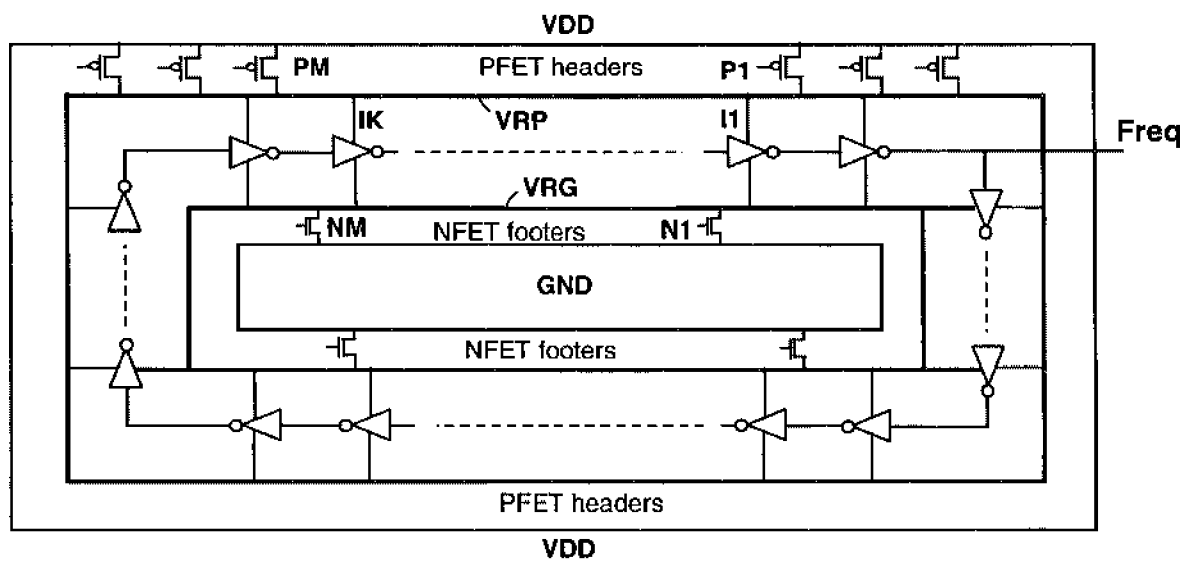 VDD
PM
PFET headers
P1
VRP
IK
I1
Freq
VRG
NM
NFET footers
N1
GND
NFET footers
PFET headers
VDD